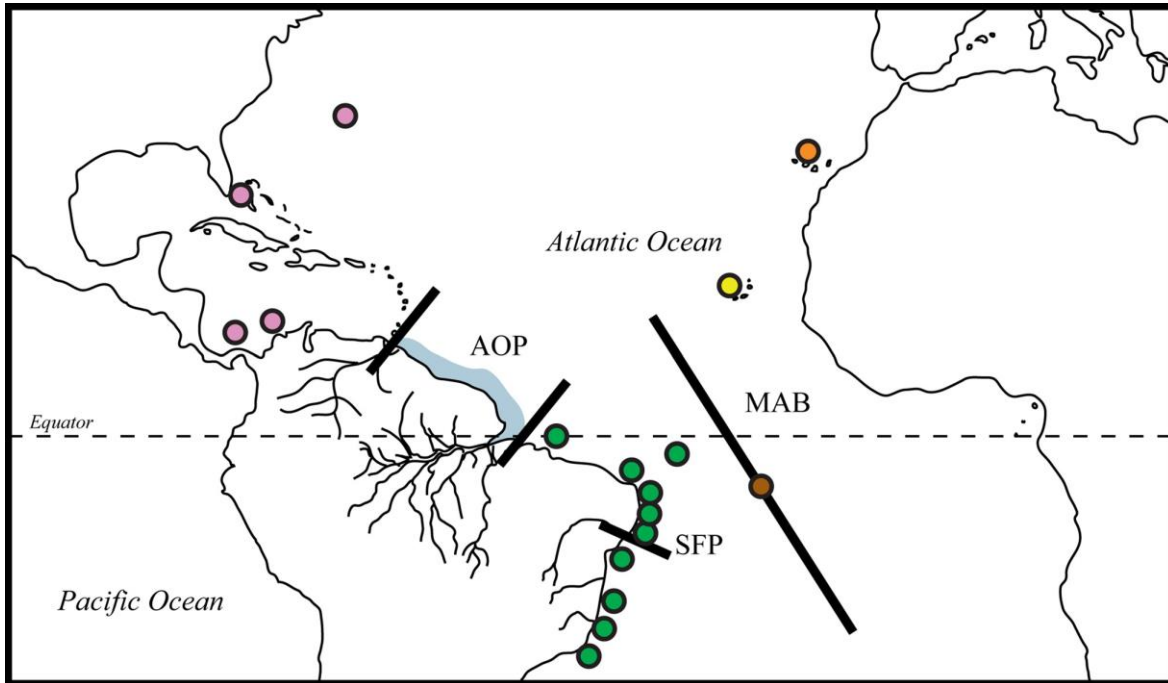 Atlantic Ocean
AOP
MAB
Equator
SFP
Pacific Ocean